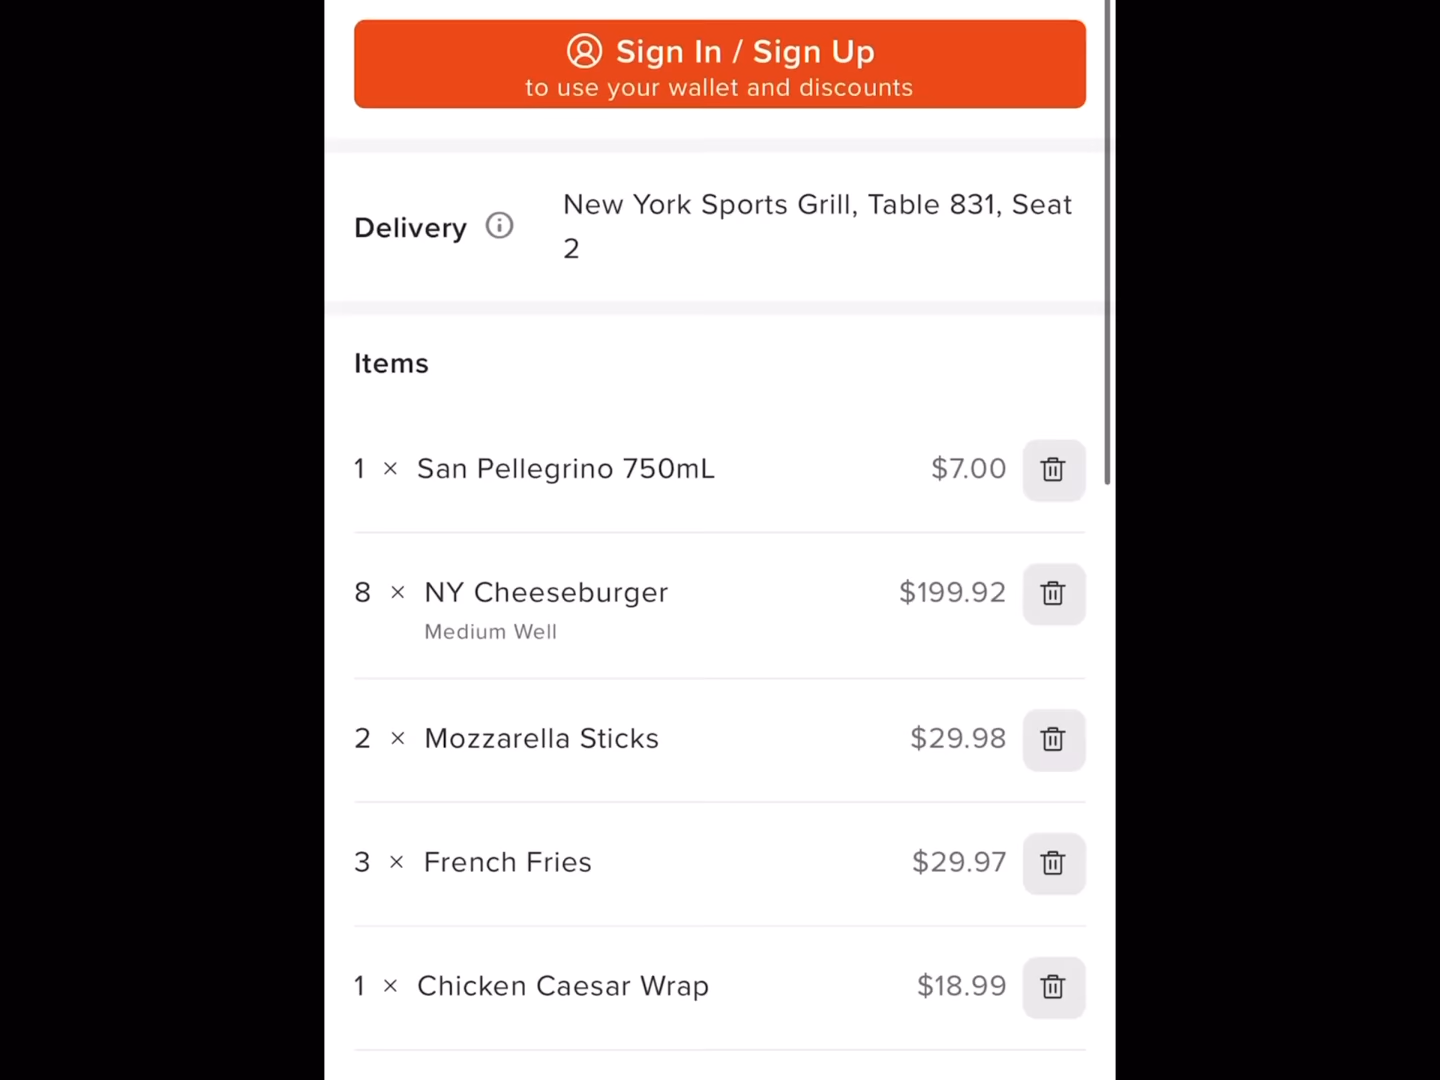 Sign In / Sign Up
to use your wallet and discounts
Delivery
New York Sports Grill, Table 831, Seat
2
Items
1 × San Pellegrino 750mL $7.00
8 × NY Cheeseburger $199.92
Medium Well
2 × Mozzarella Sticks $29.98
3 × French Fries $29.97
1 × Chicken Caesar Wrap $18.99